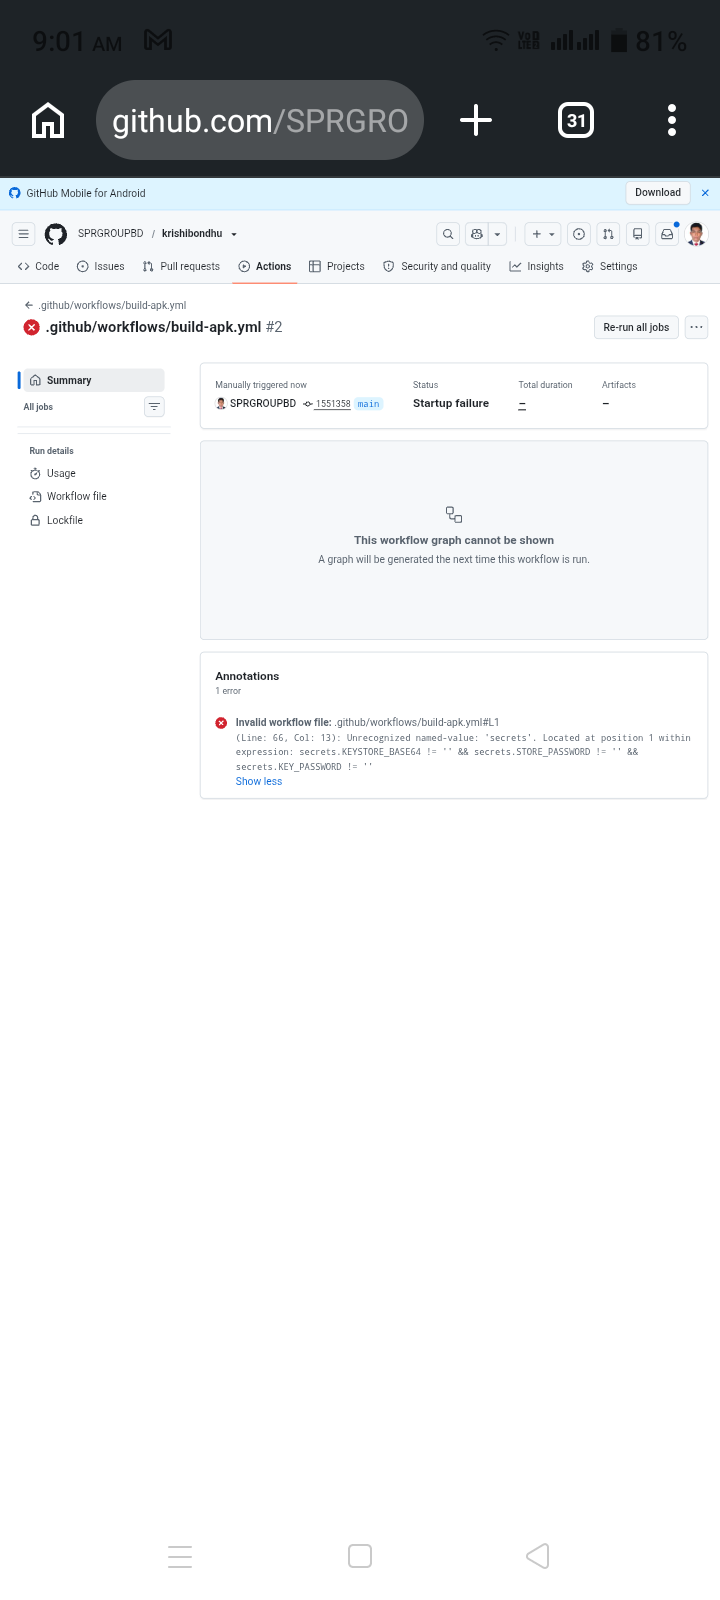 9:01 AM
Vo LTE 81%
github.com/SPRGRO
31
GitHub Mobile for Android
Download
SPRGROUPBD / krishibondhu
Code Issues Pull requests Actions Projects Security and quality Insights Settings
.github/workflows/build-apk.yml
.github/workflows/build-apk.yml #2
Re-run all jobs
Summary
All jobs
Run details
Usage
Workflow file
Lockfile
Manually triggered now
SPRGROUPBD 1551358 main
Status
Startup failure
Total duration
–
Artifacts
–
This workflow graph cannot be shown
A graph will be generated the next time this workflow is run.
Annotations
1 error
Invalid workflow file: .github/workflows/build-apk.yml#L1
(Line: 66, Col: 13): Unrecognized named-value: 'secrets'. Located at position 1 within
expression: secrets.KEYSTORE_BASE64 != '' && secrets.STORE_PASSWORD != '' &&
secrets.KEY_PASSWORD != ''
Show less